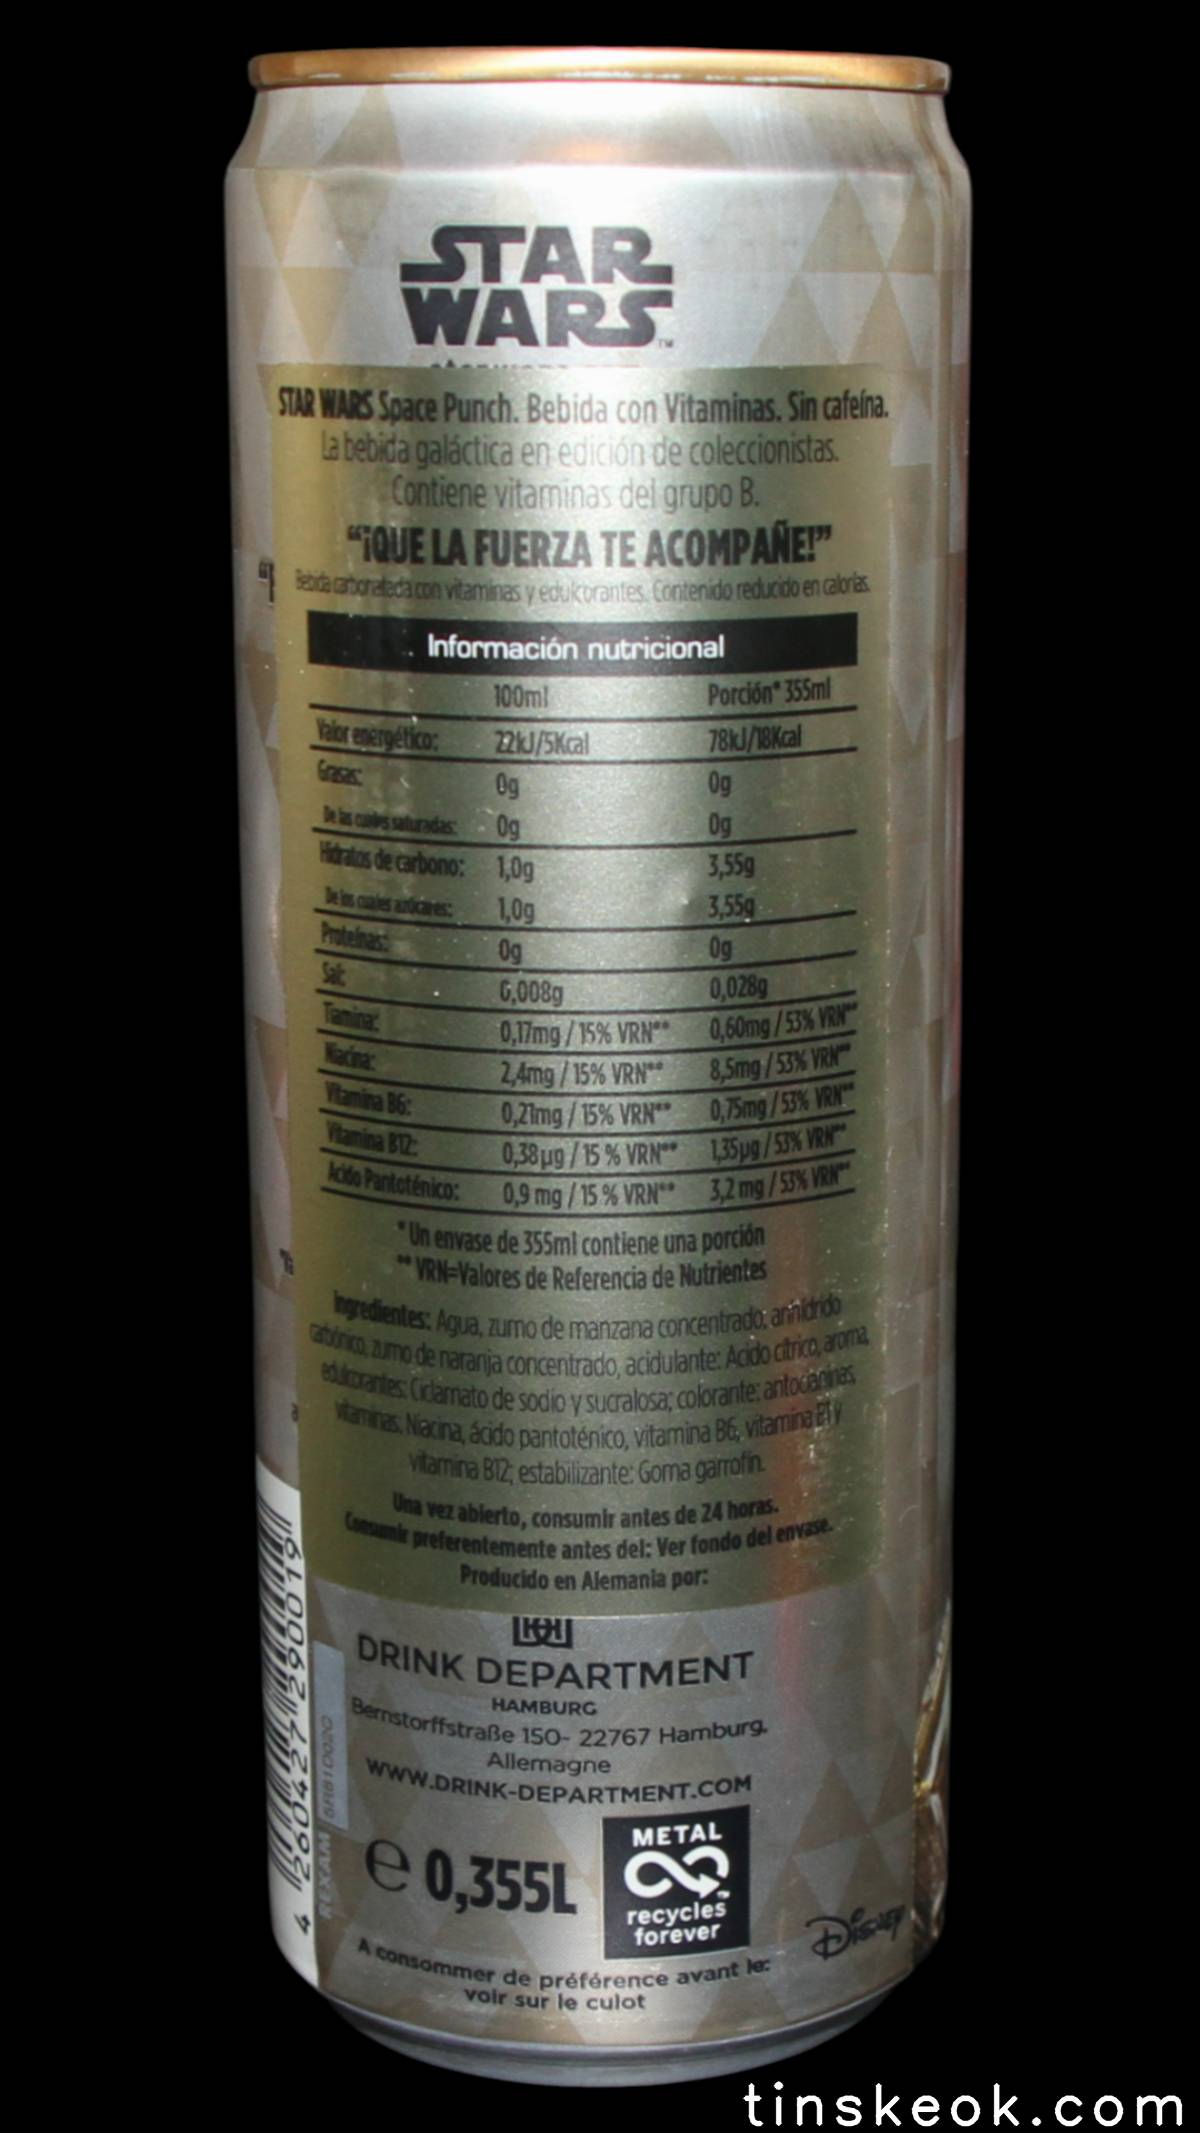 STAR
WARS™
STAR WARS Space Punch. Bebida con Vitaminas. Sin cafeína.
La bebida galáctica en edición de coleccionistas.
Contiene vitaminas del grupo B.
“¡QUE LA FUERZA TE ACOMPAÑE!”
Bebida carbonatada con vitaminas y edulcorantes. Contenido reducido en calorías.
Información nutricional
100ml Porción* 355ml
Valor energético: 22kJ/5Kcal 78kJ/18Kcal
Grasas: 0g 0g
De las cuales saturadas: 0g 0g
Hidratos de carbono: 1,0g 3,55g
De los cuales azúcares: 1,0g 3,55g
Proteínas: 0g 0g
Sal: 0,008g 0,028g
Tiamina: 0,17mg / 15% VRN** 0,60mg / 53% VRN**
Niacina: 2,4mg / 15% VRN** 8,5mg / 53% VRN**
Vitamina B6: 0,21mg / 15% VRN** 0,75mg / 53% VRN**
Vitamina B12: 0,38µg / 15 % VRN** 1,35µg / 53% VRN**
Acido Pantoténico: 0,9 mg / 15 % VRN** 3,2 mg / 53% VRN**
* Un envase de 355ml contiene una porción
** VRN=Valores de Referencia de Nutrientes
Ingredientes: Agua, zumo de manzana concentrado; anhídrido
carbónico, zumo de naranja concentrado, acidulante: Acido cítrico, aroma,
edulcorantes: Ciclamato de sodio y sucralosa; colorante: antocianinas,
vitaminas: Niacina, ácido pantoténico, vitamina B6, vitamina B1 y
vitamina B12; estabilizante: Goma garrofín.
Una vez abierto, consumir antes de 24 horas.
Consumir preferentemente antes del: Ver fondo del envase.
Producido en Alemania por:
DRINK DEPARTMENT
HAMBURG
Bernstorffstraße 150- 22767 Hamburg,
Allemagne
WWW.DRINK-DEPARTMENT.COM
℮ 0,355L
METAL
recycles
forever
Disney
A consommer de préférence avant le:
voir sur le culot
4 260427 290019
REXAM
tinskeok.com